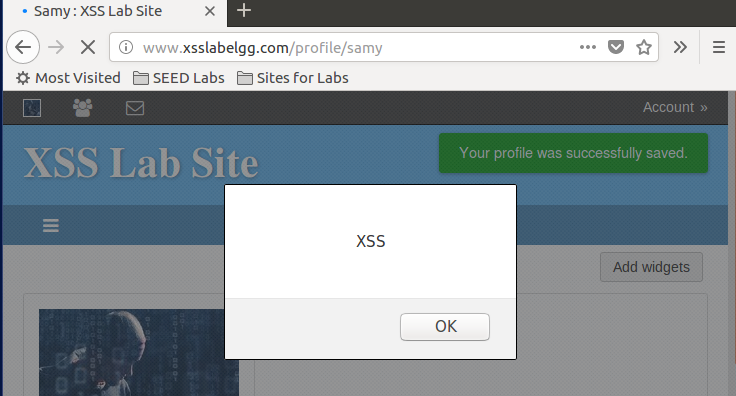 Samy : XSS Lab Site
www.xsslabelgg.com/profile/samy
Most Visited SEED Labs Sites for Labs
Account »
XSS Lab Site
Your profile was successfully saved.
XSS
Add widgets
OK